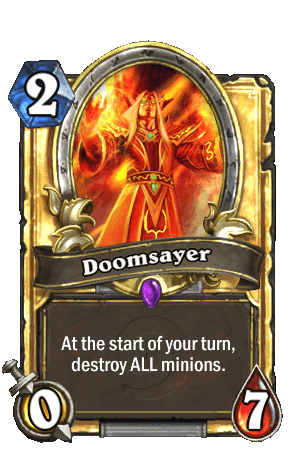 2
Doomsayer
At the start of your turn,
destroy ALL minions.
0
7